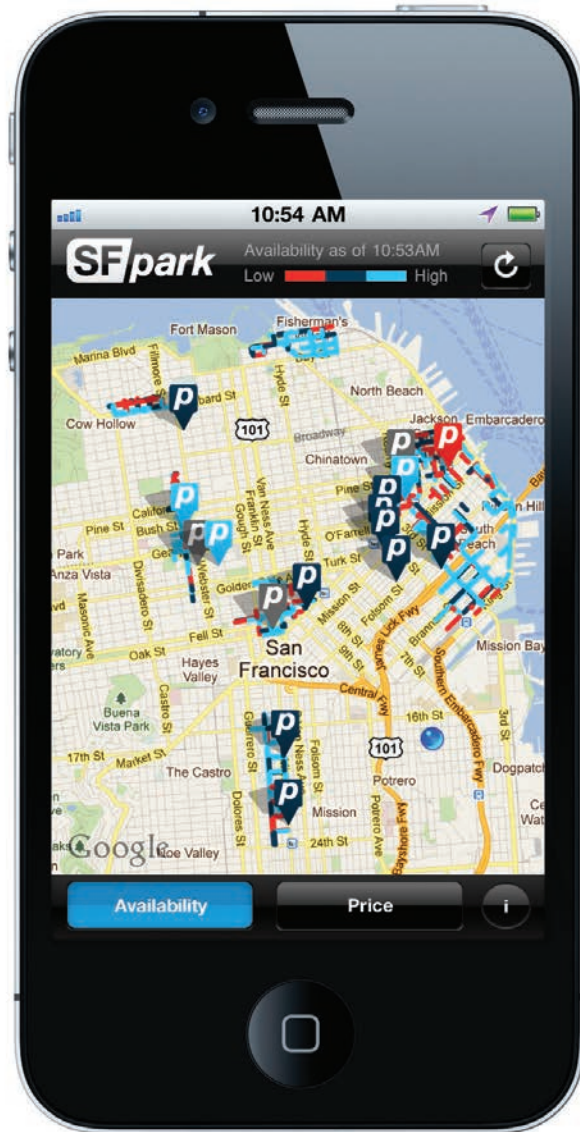 10:54 AM
SFpark
Availability as of 10:53AM
Low
High
Fort Mason
Fisherman's
Marina Blvd
Fillmore St
Hyde St
Cow Hollow
North Beach
101
Broadway
Jackson
Embarcadero
Chinatown
Pine St
Van Ness Ave
Franklin St
Gough St
Hyde St
Pine St
Bush St
O'Farrell
3rd St
Turk St
Anza Vista
Masonic Ave
Divisadero St
Webster St
Mission St
Folsom St
8th St
9th St
7th St
Fell St
Oak St
Hayes
Valley
San
Francisco
Central Fwy
Southern Embarcadero Fwy
Mission Bay
Buena
Vista Park
Castro St
Guerrero St
Folsom St
16th St
3rd St
17th St
Market St
101
The Castro
Potrero
Dolores St
Mission
Potrero Ave
Bayshore Fwy
24th St
Google
Noe Valley
Availability
Price
i